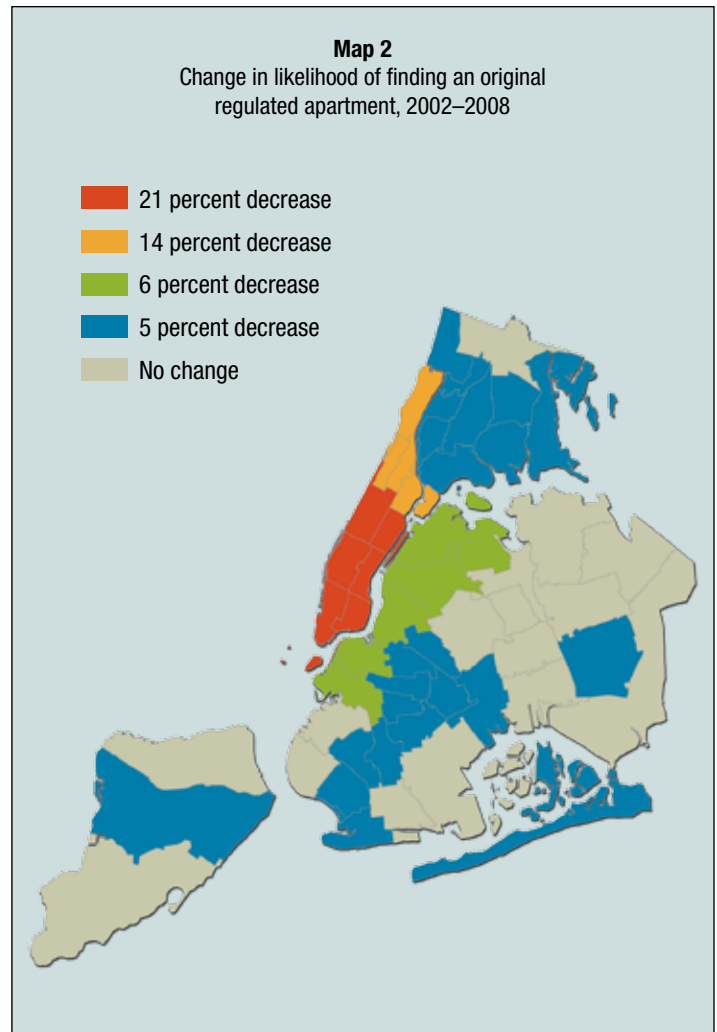 Map 2
Change in likelihood of finding an original
regulated apartment, 2002–2008
21 percent decrease
14 percent decrease
6 percent decrease
5 percent decrease
No change